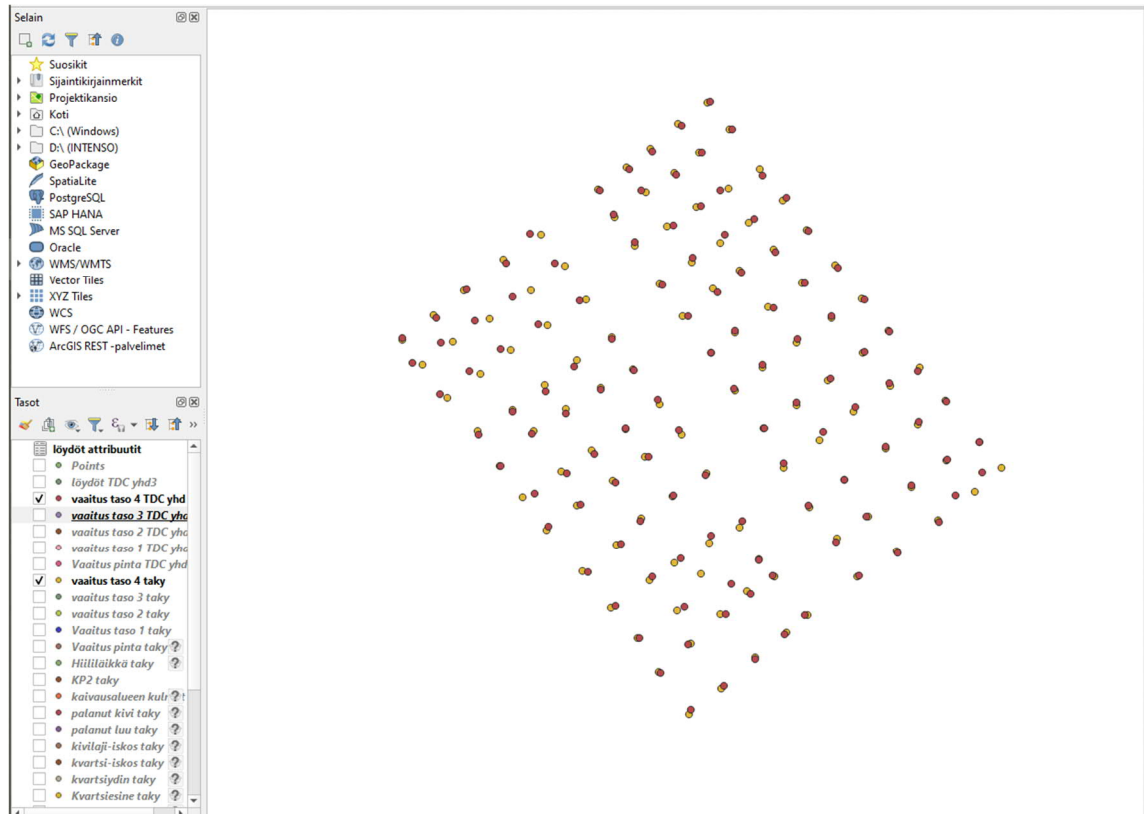 Selain
Suosikit
Sijaintikirjainmerkit
Projektikansio
Koti
C:\ (Windows)
D:\ (INTENSO)
GeoPackage
SpatiaLite
PostgreSQL
SAP HANA
MS SQL Server
Oracle
WMS/WMTS
Vector Tiles
XYZ Tiles
WCS
WFS / OGC API - Features
ArcGIS REST -palvelimet
Tasot
löydöt attribuutit
Points
löydöt TDC yhd3
vaaitus taso 4 TDC yhd
vaaitus taso 3 TDC yhd
vaaitus taso 2 TDC yhd
vaaitus taso 1 TDC yhd
Vaaitus pinta TDC yhd
vaaitus taso 4 taky
vaaitus taso 3 taky
vaaitus taso 2 taky
Vaaitus taso 1 taky
Vaaitus pinta taky ?
Hiililäikkä taky ?
KP2 taky
kaivausalueen kulm t ?
palanut kivi taky ?
palanut luu taky ?
kivilaji-iskos taky ?
kvartsi-iskos taky ?
kvartsiydin taky ?
Kvartsiesine taky ?